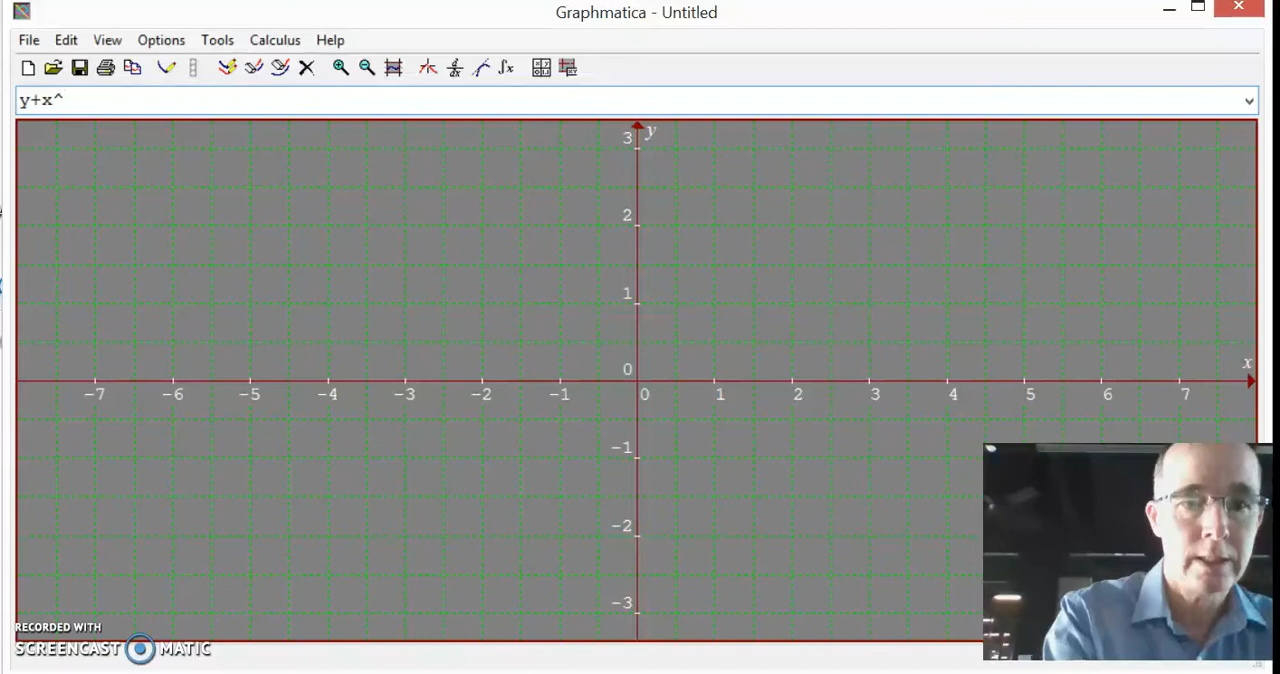 Graphmatica - Untitled
File Edit View Options Tools Calculus Help
y+x^
y
3
2
1
0
x
-7 -6 -5 -4 -3 -2 -1 0 1 2 3 4 5 6 7
-1
-2
-3
RECORDED WITH
SCREENCAST MATIC